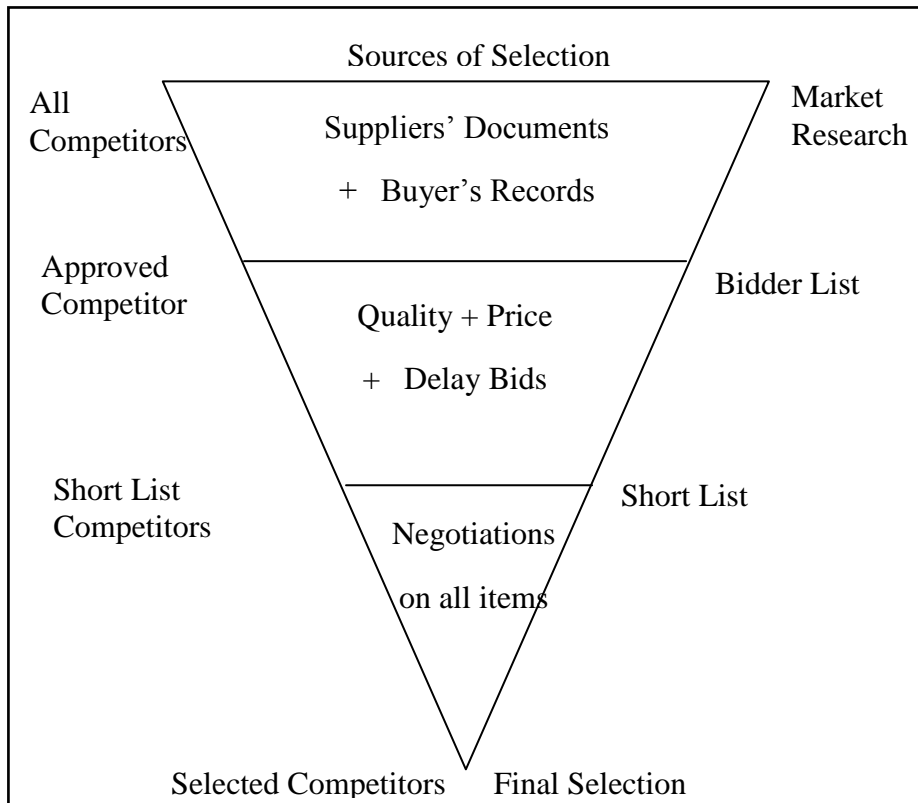 Sources of Selection
All
Competitors
Market
Research
Suppliers’ Documents
+ Buyer’s Records
Approved
Competitor
Bidder List
Quality + Price
+ Delay Bids
Short List
Competitors
Short List
Negotiations
on all items
Selected Competitors
Final Selection